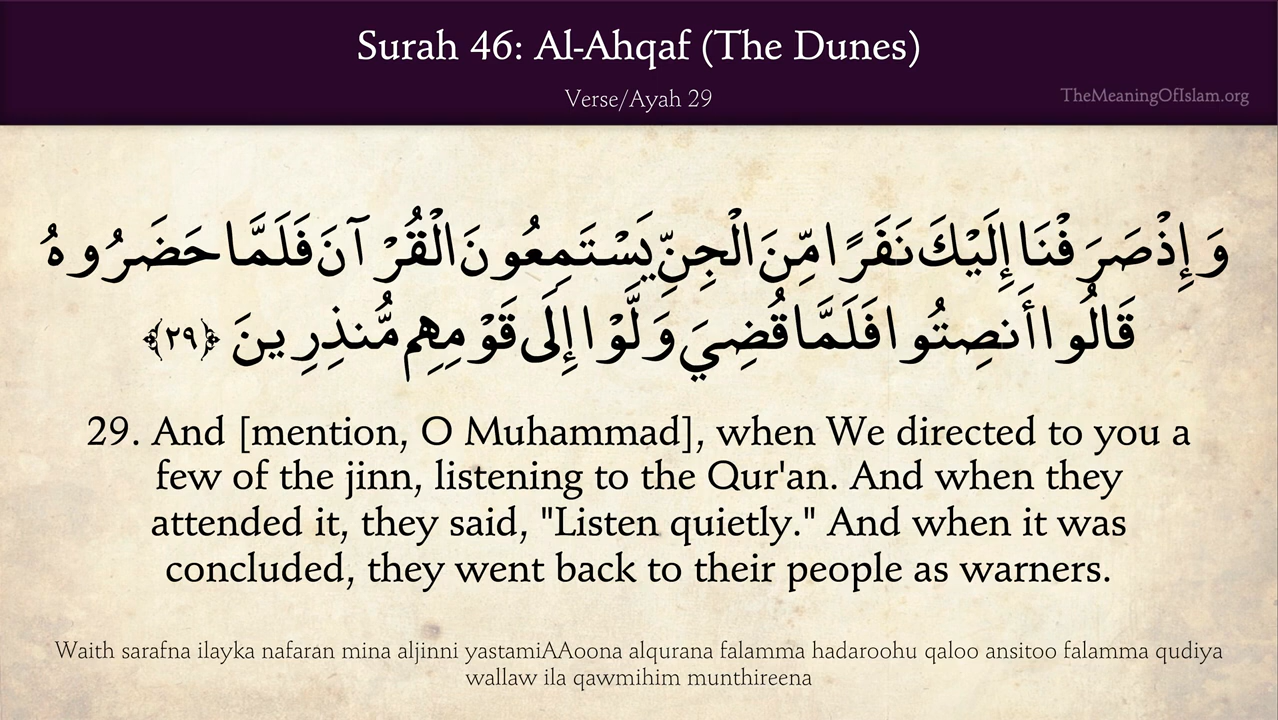 Surah 46: Al-Ahqaf (The Dunes)
Verse/Ayah 29
TheMeaningOfIslam.org
وَإِذْ صَرَفْنَا إِلَيْكَ نَفَرًا مِّنَ الْجِنِّ يَسْتَمِعُونَ الْقُرْآنَ فَلَمَّا حَضَرُوهُ
قَالُوا أَنصِتُوا فَلَمَّا قُضِيَ وَلَّوْا إِلَى قَوْمِهِم مُّنذِرِينَ ﴿٢٩﴾
29. And [mention, O Muhammad], when We directed to you a
few of the jinn, listening to the Qur'an. And when they
attended it, they said, "Listen quietly." And when it was
concluded, they went back to their people as warners.
Waith sarafna ilayka nafaran mina aljinni yastamiAAoona alqurana falamma hadaroohu qaloo ansitoo falamma qudiya
wallaw ila qawmihim munthireena